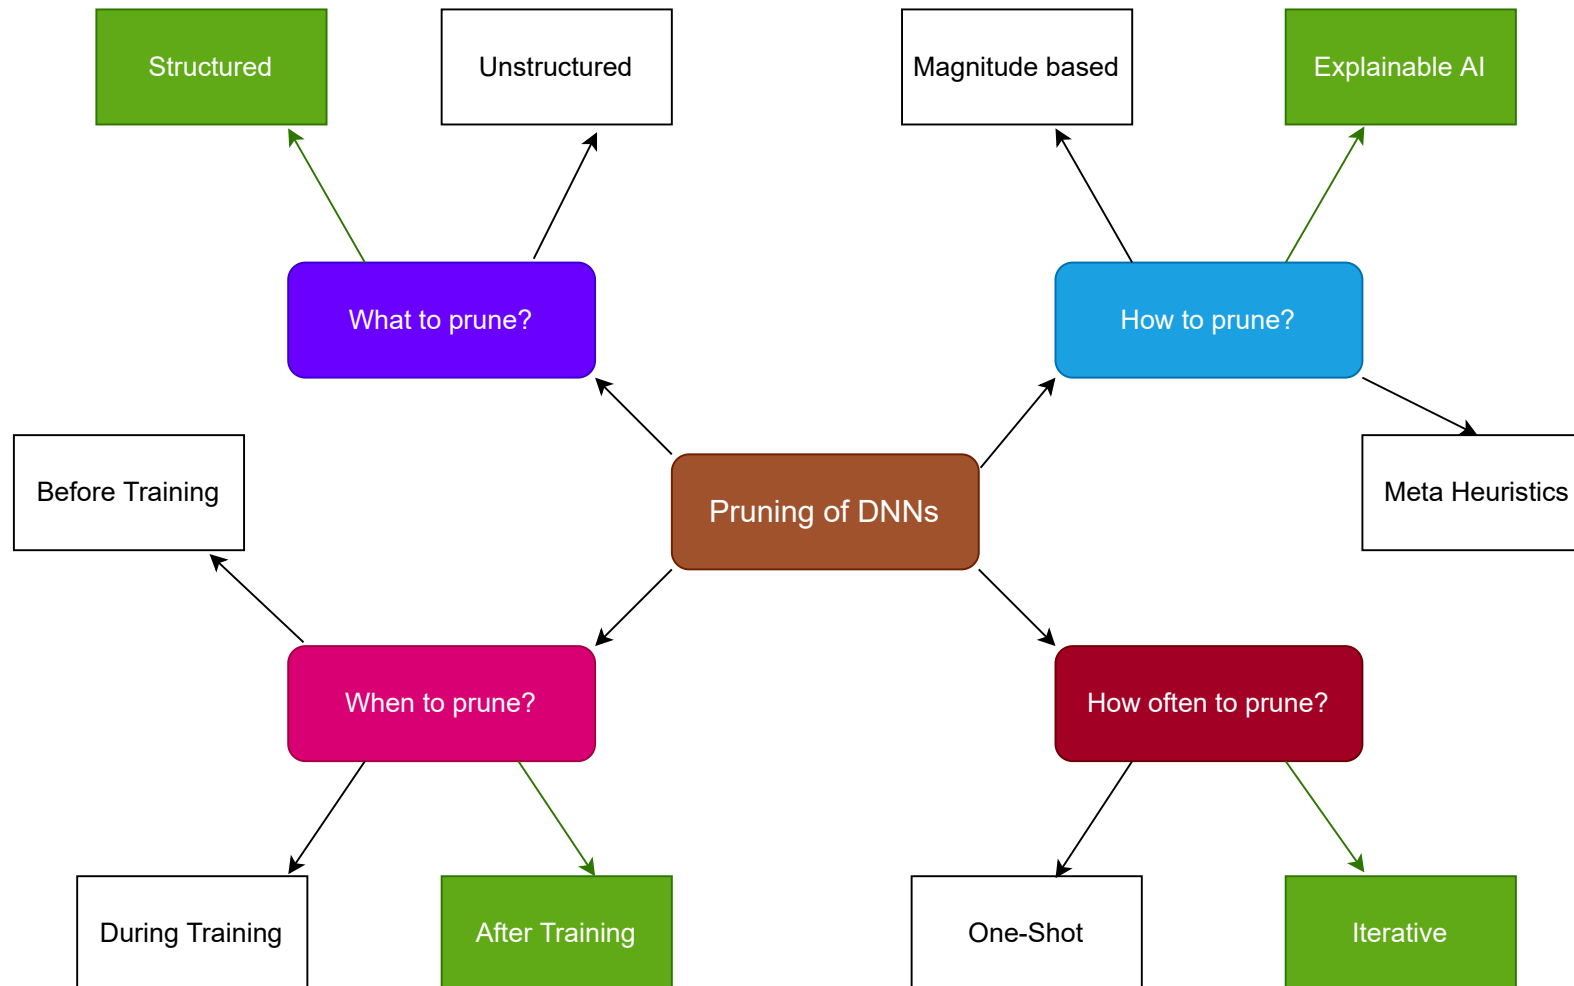 Structured
Unstructured
Magnitude based
Explainable AI
What to prune?
How to prune?
Before Training
Pruning of DNNs
Meta Heuristics
When to prune?
How often to prune?
During Training
After Training
One-Shot
Iterative